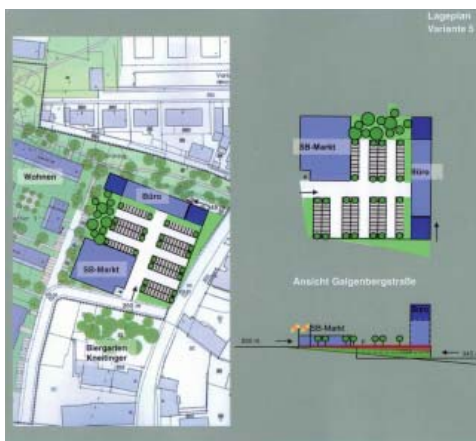 Lageplan
Variante 5
Wohnen
Büro
SB-Markt
Biergarten
Kneitinger
SB-Markt
Büro
Ansicht Galgenbergstraße
SB-Markt
Büro